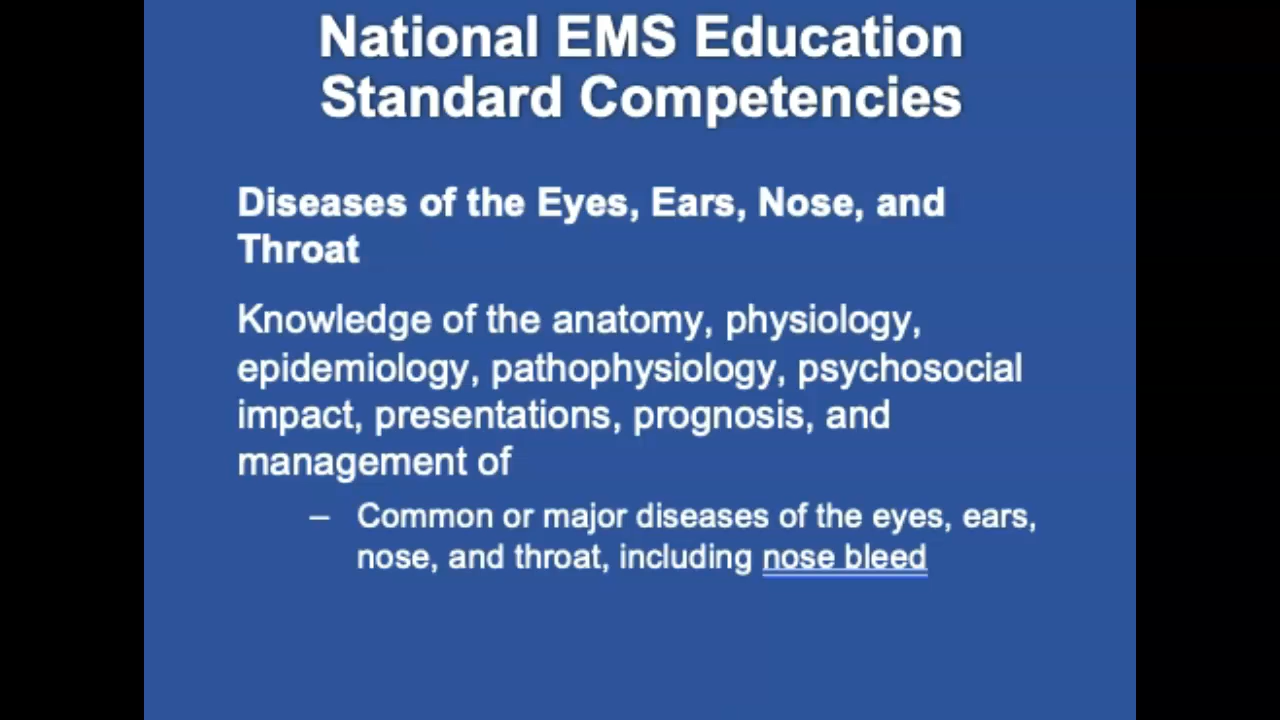 National EMS Education
Standard Competencies
Diseases of the Eyes, Ears, Nose, and
Throat
Knowledge of the anatomy, physiology,
epidemiology, pathophysiology, psychosocial
impact, presentations, prognosis, and
management of
– Common or major diseases of the eyes, ears,
nose, and throat, including nose bleed